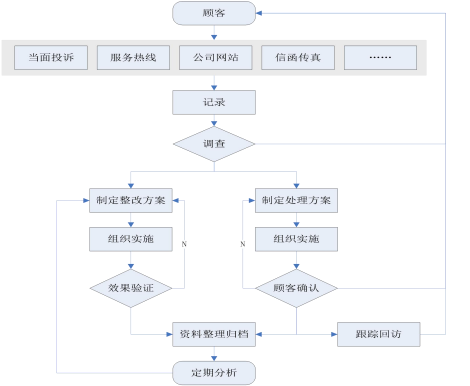 顾客
当面投诉 服务热线 公司网站 信函传真 ……
记录
调查
制定整改方案 制定处理方案
组织实施 组织实施
N N
效果验证 顾客确认
资料整理归档 跟踪回访
定期分析